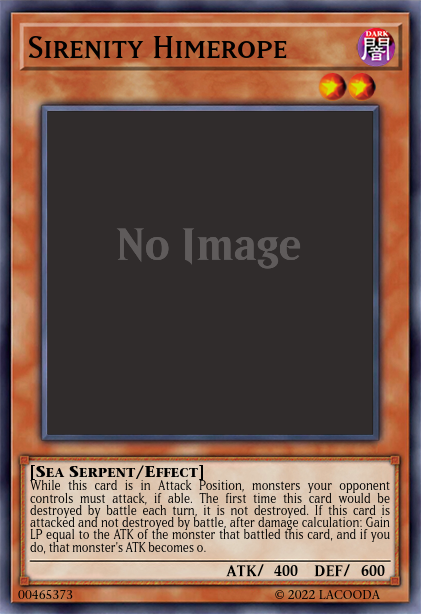 Sirenity Himerope
DARK
闇
No Image
[Sea Serpent/Effect]
While this card is in Attack Position, monsters your opponent
controls must attack, if able. The first time this card would be
destroyed by battle each turn, it is not destroyed. If this card is
attacked and not destroyed by battle, after damage calculation: Gain
LP equal to the ATK of the monster that battled this card, and if you
do, that monster's ATK becomes 0.
ATK/ 400 DEF/ 600
00465373 © 2022 LACOODA